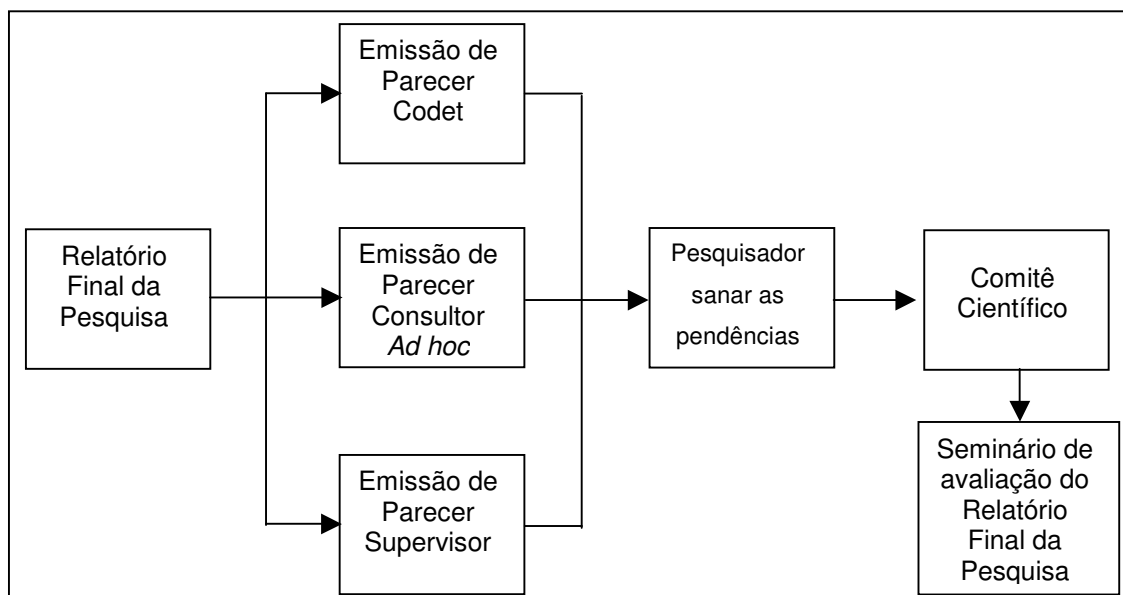 Relatório
Final da
Pesquisa
Emissão de
Parecer
Codet
Emissão de
Parecer
Consultor
Ad hoc
Emissão de
Parecer
Supervisor
Pesquisador
sanar as
pendências
Comitê
Científico
Seminário de
avaliação do
Relatório
Final da
Pesquisa